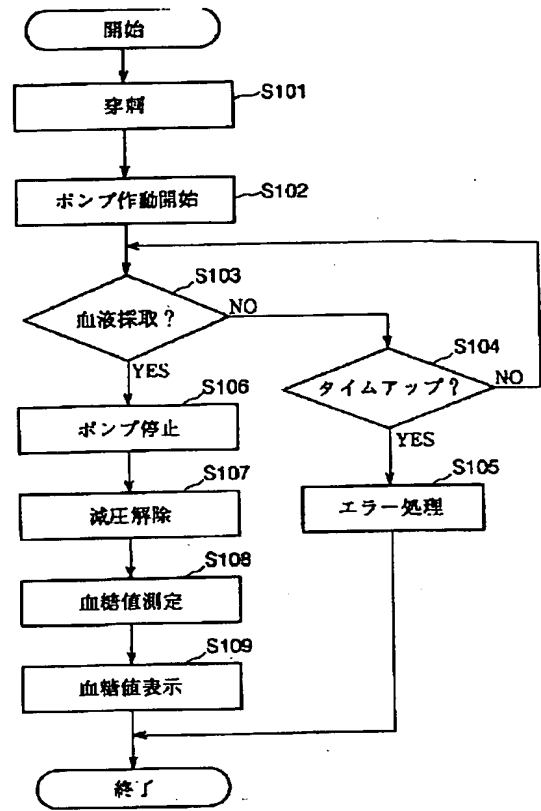 開始
穿刺
S101
ポンプ作動開始
S102
血液採取？
S103
NO
YES
タイムアップ？
S104
NO
YES
エラー処理
S105
ポンプ停止
S106
減圧解除
S107
血糖値測定
S108
血糖値表示
S109
終了